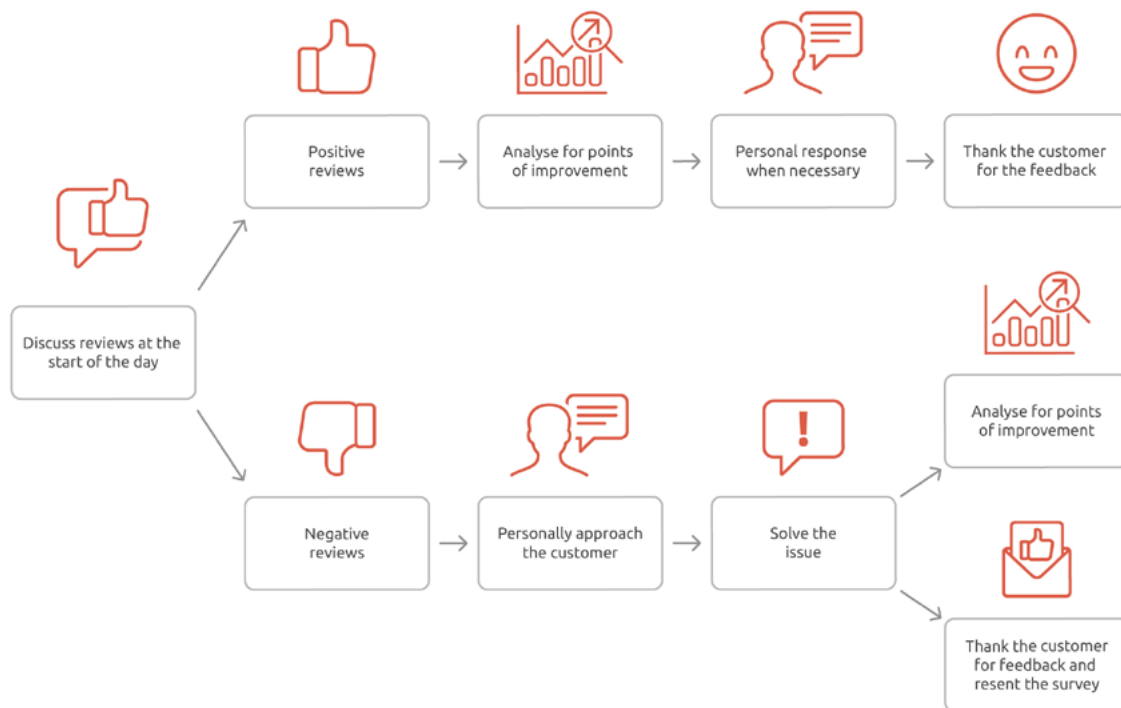 Positive
reviews
Analyse for points
of improvement
Personal response
when necessary
Thank the customer
for the feedback
Discuss reviews at the
start of the day
Analyse for points
of improvement
Negative
reviews
Personally approach
the customer
Solve the
issue
Thank the customer
for feedback and
resent the survey